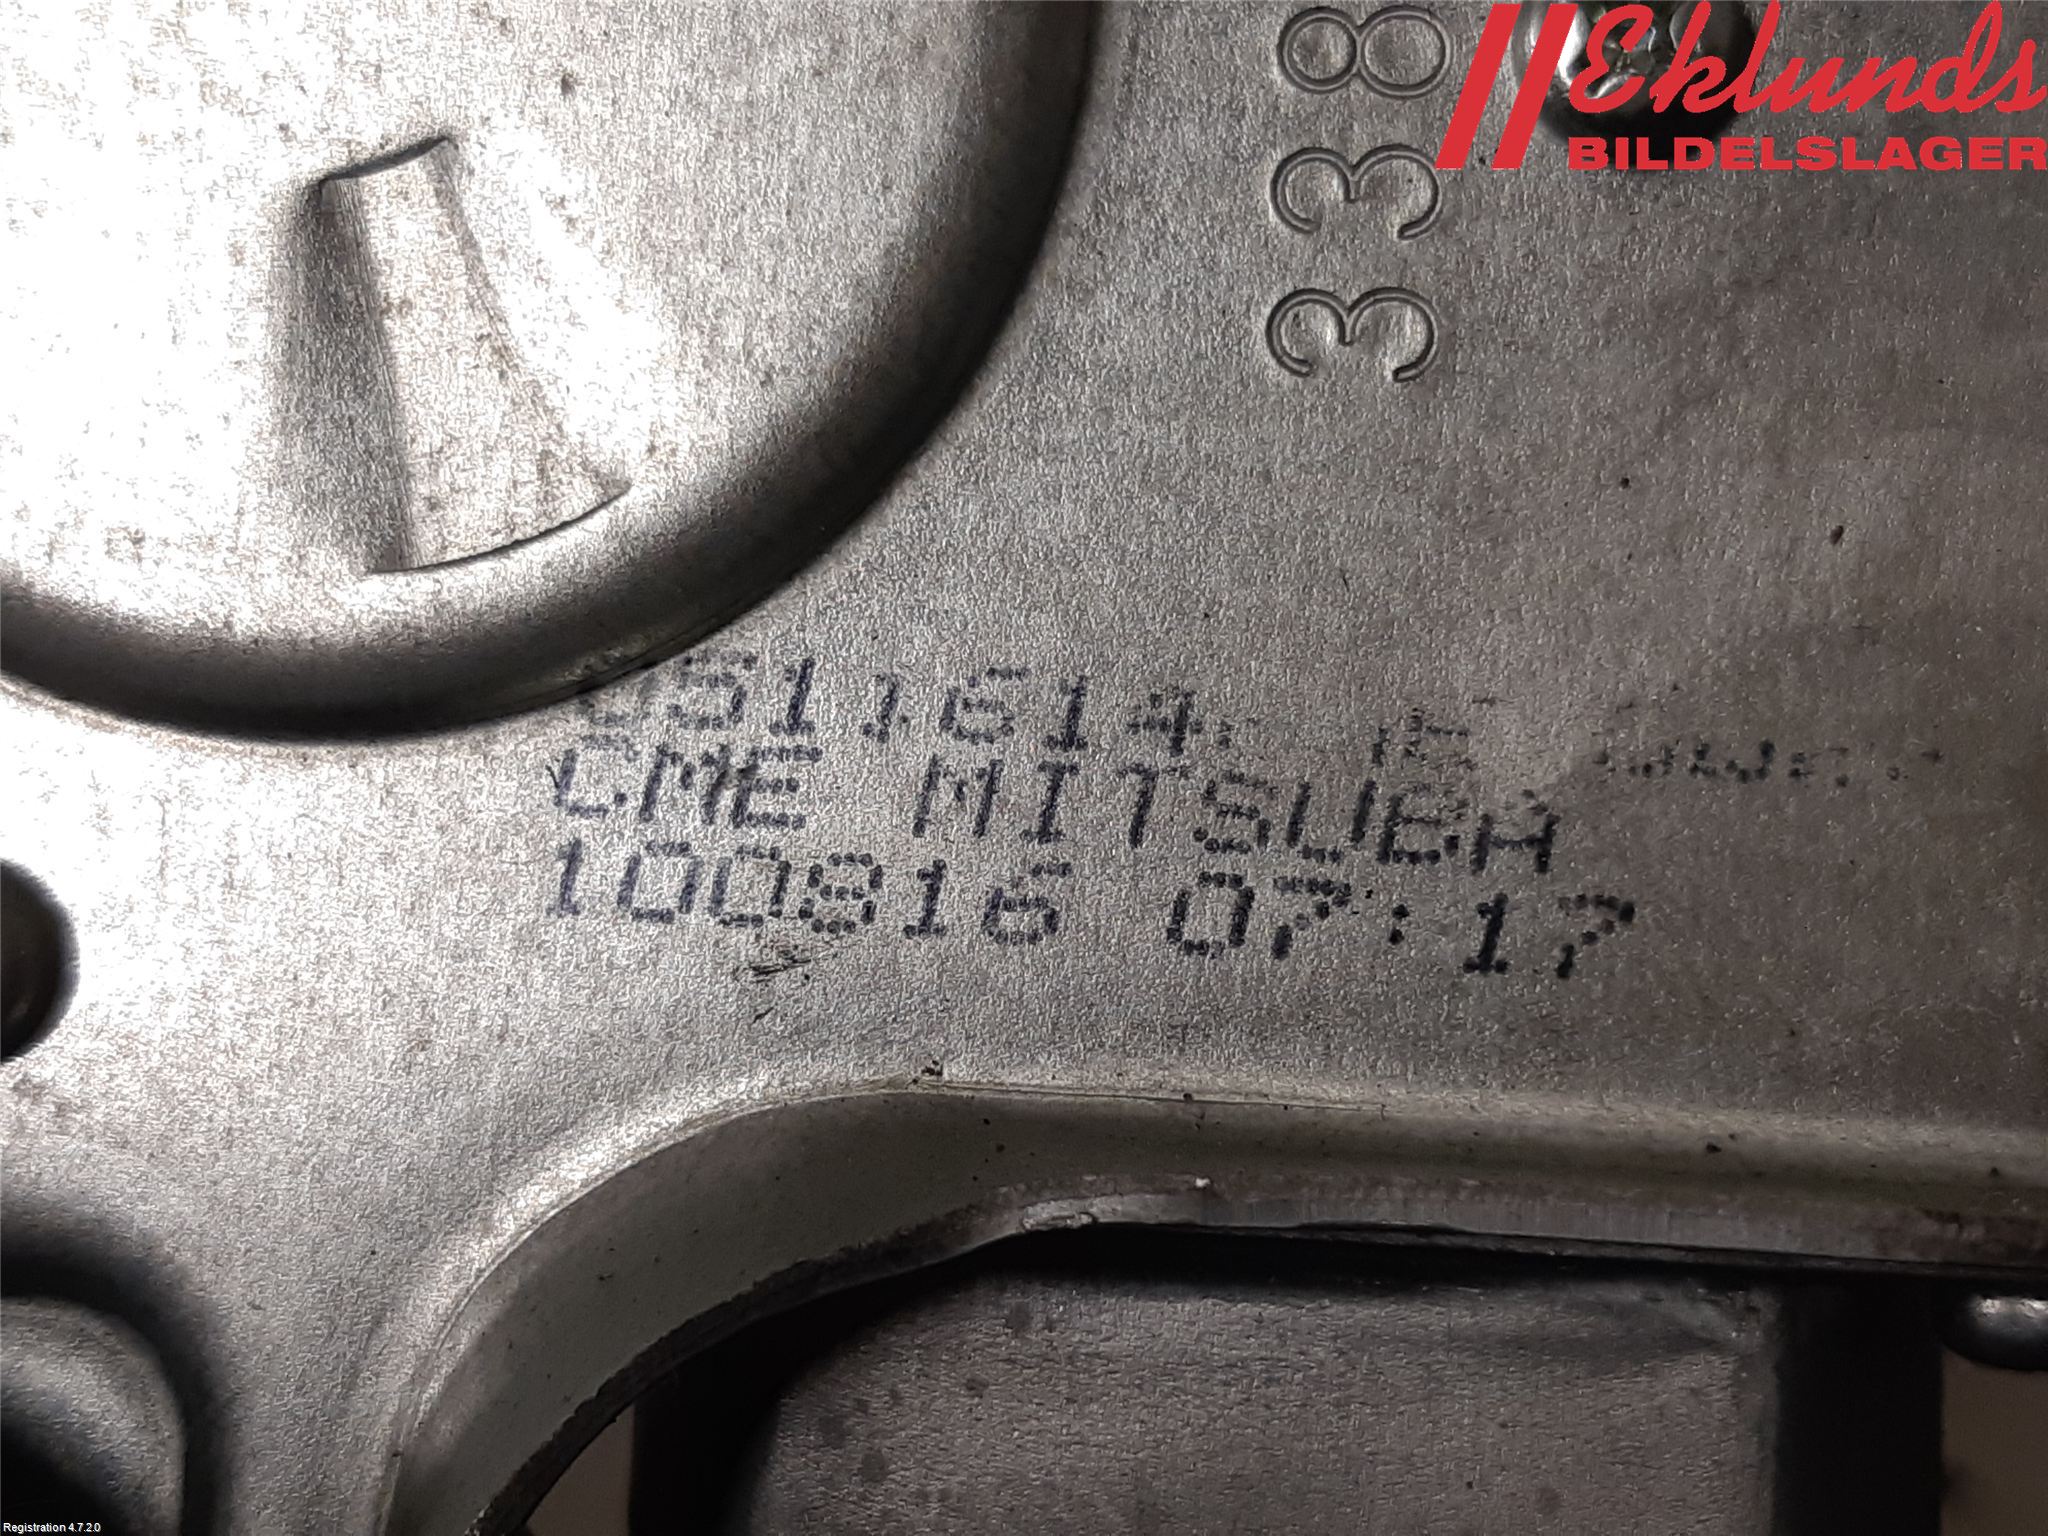 Eklunds
BILDELSLAGER
338
CME MITSUBA
100816 07:17
Registration 4.7.2.0